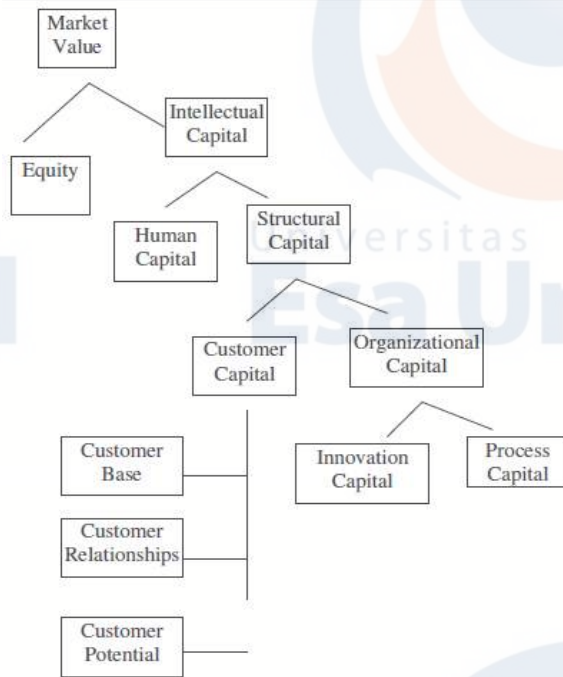 Market
Value
Intellectual
Capital
Equity
Human
Capital
Structural
Capital
Universitas
Esa Un
Customer
Capital
Organizational
Capital
Customer
Base
Innovation
Capital
Process
Capital
Customer
Relationships
Customer
Potential